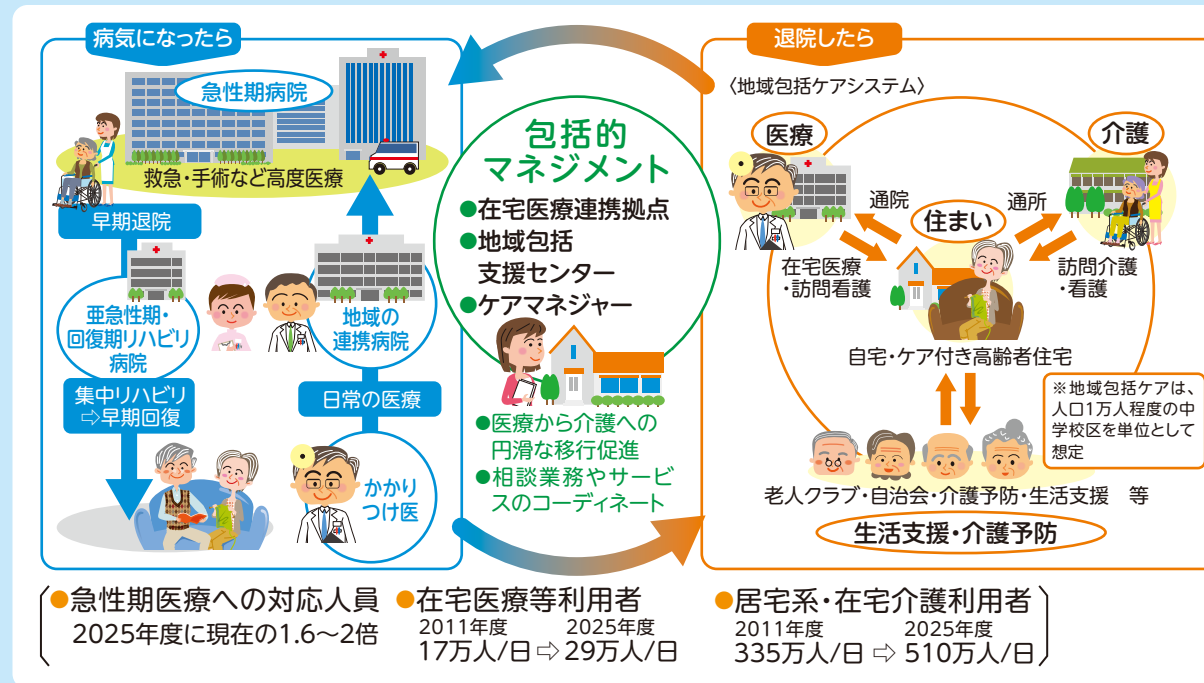 病気になったら
急性期病院
救急・手術など高度医療
早期退院
亜急性期・
回復期リハビリ
病院
集中リハビリ
⇨早期回復
地域の
連携病院
日常の医療
かかり
つけ医
包括的
マネジメント
●在宅医療連携拠点
●地域包括
支援センター
●ケアマネジャー
●医療から介護への
円滑な移行促進
●相談業務やサービ
スのコーディネート
退院したら
〈地域包括ケアシステム〉
医療
介護
通院
住まい
通所
在宅医療
・訪問看護
訪問介護
・看護
自宅・ケア付き高齢者住宅
※地域包括ケアは、
人口1万人程度の中
学校区を単位として
想定
老人クラブ・自治会・介護予防・生活支援 等
生活支援・介護予防
●急性期医療への対応人員
2025年度に現在の1.6〜2倍
●在宅医療等利用者
2011年度 2025年度
17万人/日⇨29万人/日
●居宅系・在宅介護利用者
2011年度 2025年度
335万人/日⇨510万人/日